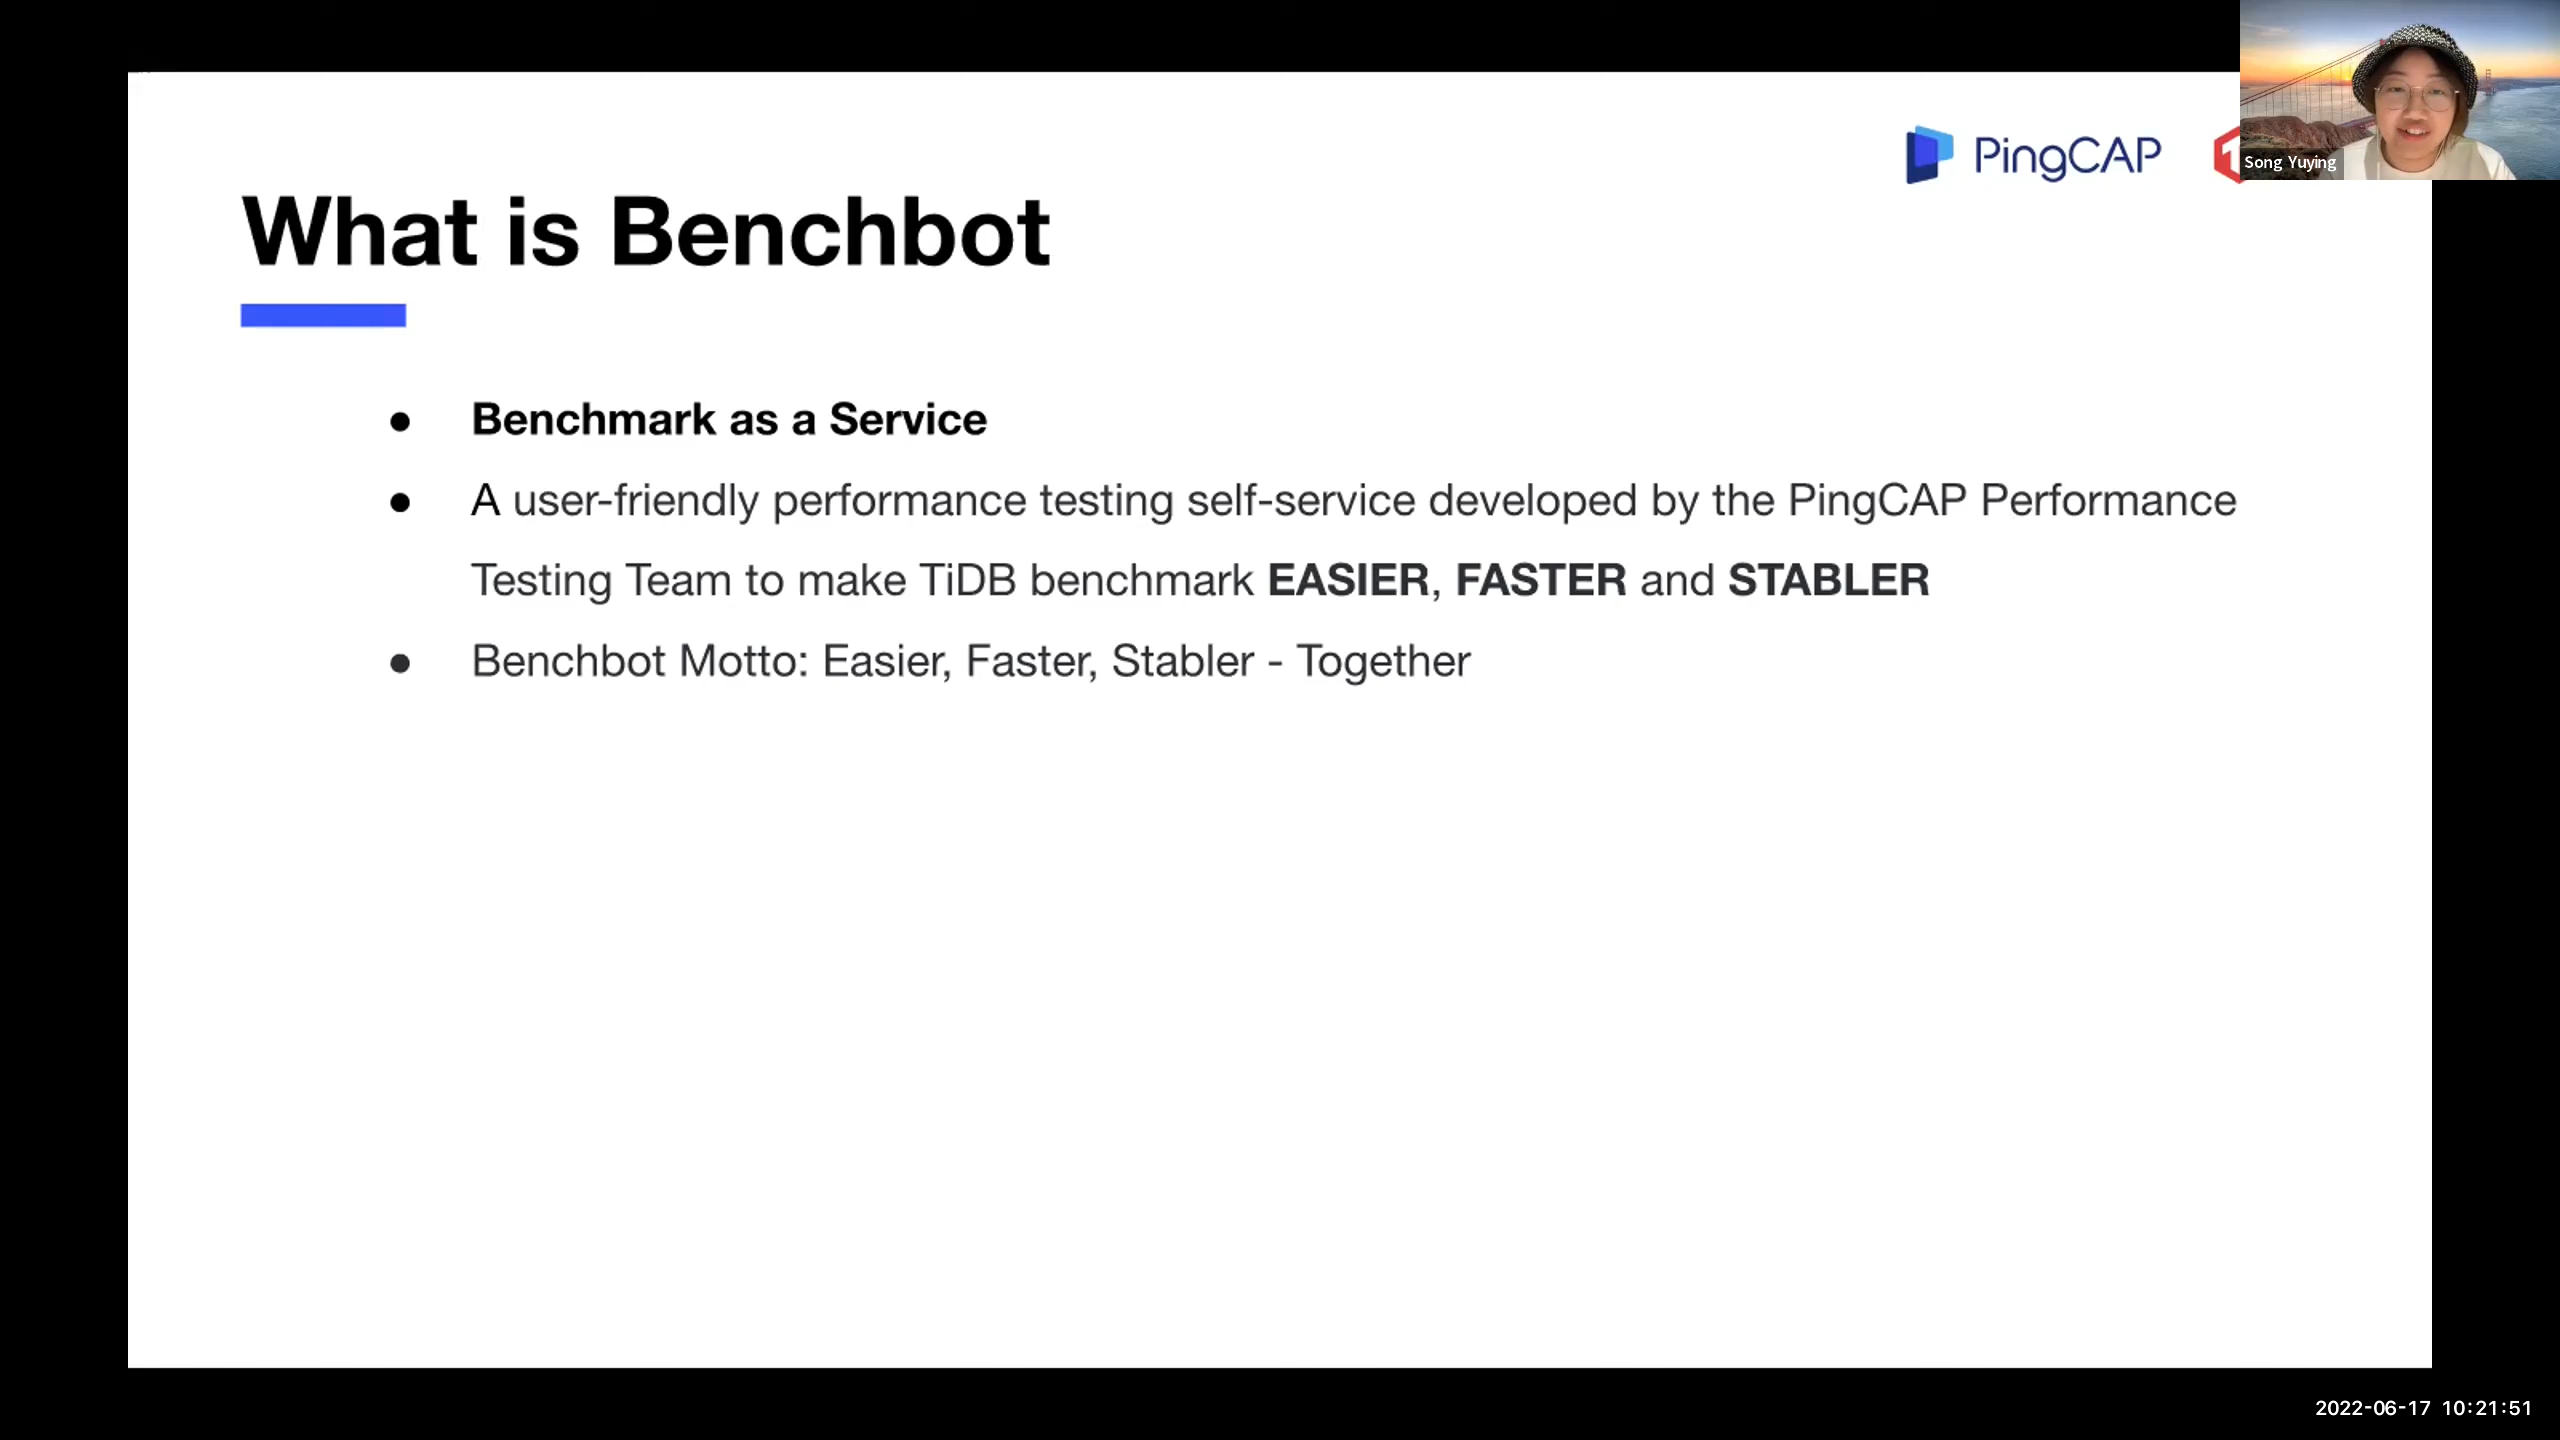 PingCAP
Song Yuying
What is Benchbot
● Benchmark as a Service
● A user-friendly performance testing self-service developed by the PingCAP Performance
Testing Team to make TiDB benchmark EASIER, FASTER and STABLER
● Benchbot Motto: Easier, Faster, Stabler - Together
2022-06-17 10:21:51